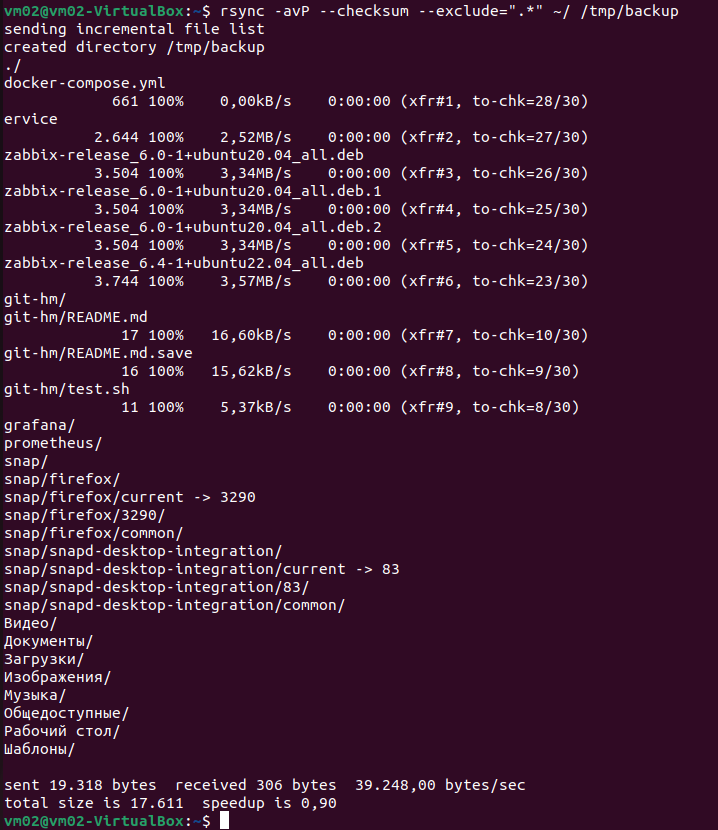 vm02@vm02-VirtualBox:~$ rsync -avP --checksum --exclude=".*" ~/ /tmp/backup
sending incremental file list
created directory /tmp/backup
./
docker-compose.yml
            661 100%    0,00kB/s    0:00:00 (xfr#1, to-chk=28/30)
ervice
          2.644 100%    2,52MB/s    0:00:00 (xfr#2, to-chk=27/30)
zabbix-release_6.0-1+ubuntu20.04_all.deb
          3.504 100%    3,34MB/s    0:00:00 (xfr#3, to-chk=26/30)
zabbix-release_6.0-1+ubuntu20.04_all.deb.1
          3.504 100%    3,34MB/s    0:00:00 (xfr#4, to-chk=25/30)
zabbix-release_6.0-1+ubuntu20.04_all.deb.2
          3.504 100%    3,34MB/s    0:00:00 (xfr#5, to-chk=24/30)
zabbix-release_6.4-1+ubuntu22.04_all.deb
          3.744 100%    3,57MB/s    0:00:00 (xfr#6, to-chk=23/30)
git-hm/
git-hm/README.md
             17 100%   16,60kB/s    0:00:00 (xfr#7, to-chk=10/30)
git-hm/README.md.save
             16 100%   15,62kB/s    0:00:00 (xfr#8, to-chk=9/30)
git-hm/test.sh
             11 100%    5,37kB/s    0:00:00 (xfr#9, to-chk=8/30)
grafana/
prometheus/
snap/
snap/firefox/
snap/firefox/current -> 3290
snap/firefox/3290/
snap/firefox/common/
snap/snapd-desktop-integration/
snap/snapd-desktop-integration/current -> 83
snap/snapd-desktop-integration/83/
snap/snapd-desktop-integration/common/
Видео/
Документы/
Загрузки/
Изображения/
Музыка/
Общедоступные/
Рабочий стол/
Шаблоны/

sent 19.318 bytes  received 306 bytes  39.248,00 bytes/sec
total size is 17.611  speedup is 0,90
vm02@vm02-VirtualBox:~$